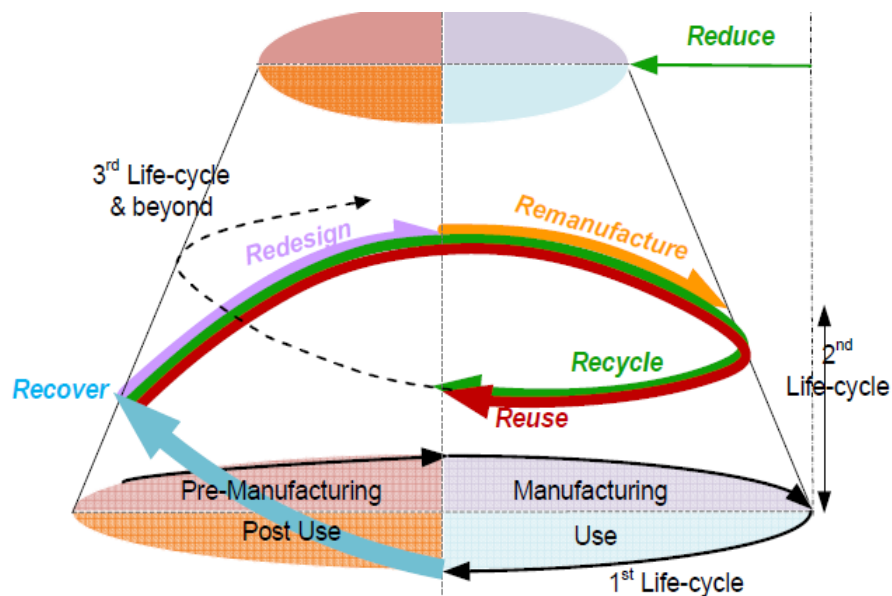 Reduce
3rd Life-cycle
& beyond
Redesign
Remanufacture
2nd
Life-cycle
Recycle
Recover
Reuse
Pre-Manufacturing
Manufacturing
Post Use
Use
1st Life-cycle